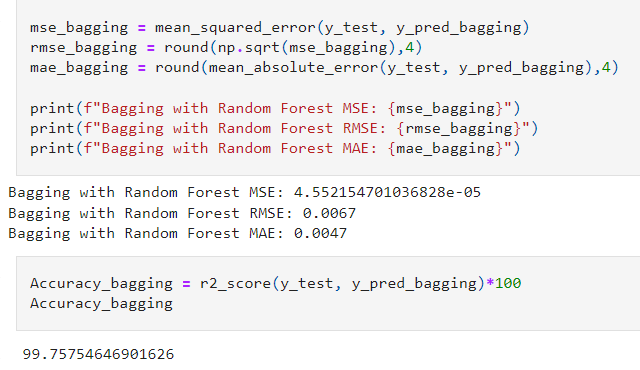 mse_bagging = mean_squared_error(y_test, y_pred_bagging)
rmse_bagging = round(np.sqrt(mse_bagging),4)
mae_bagging = round(mean_absolute_error(y_test, y_pred_bagging),4)
print(f"Bagging with Random Forest MSE: {mse_bagging}")
print(f"Bagging with Random Forest RMSE: {rmse_bagging}")
print(f"Bagging with Random Forest MAE: {mae_bagging}")
Bagging with Random Forest MSE: 4.552154701036828e-05
Bagging with Random Forest RMSE: 0.0067
Bagging with Random Forest MAE: 0.0047
Accuracy_bagging = r2_score(y_test, y_pred_bagging)*100
Accuracy_bagging
99.75754646901626